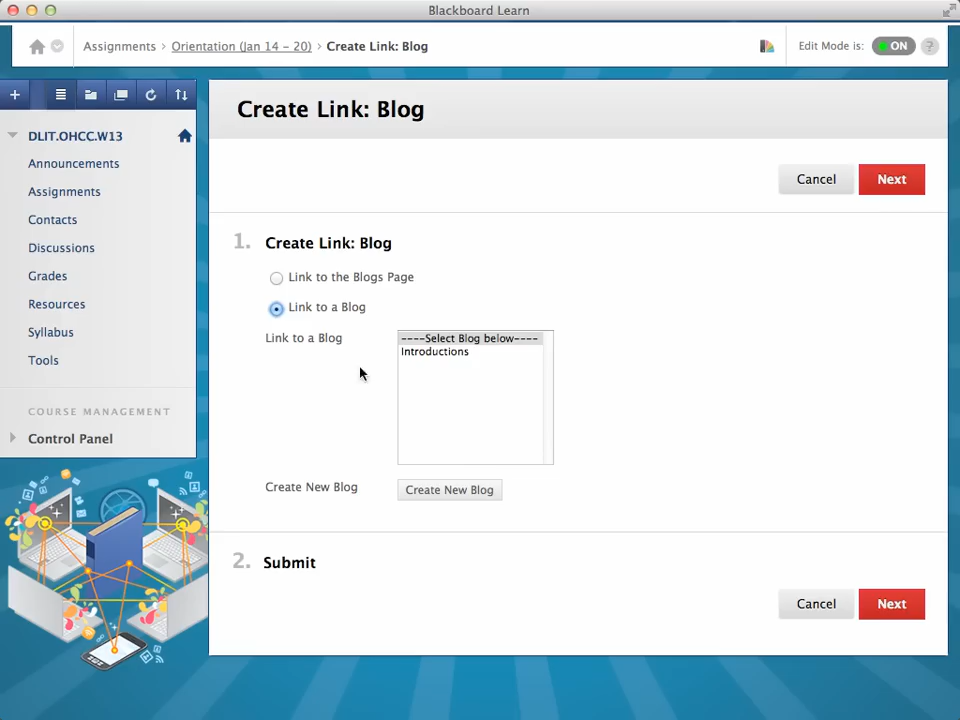 Blackboard Learn
Assignments › Orientation (Jan 14 – 20) › Create Link: Blog
Edit Mode is: ON ?
DLIT.OHCC.W13
Announcements
Assignments
Contacts
Discussions
Grades
Resources
Syllabus
Tools
COURSE MANAGEMENT
Control Panel
Create Link: Blog
Cancel Next
1. Create Link: Blog
Link to the Blogs Page
Link to a Blog
Link to a Blog
----Select Blog below----
Introductions
Create New Blog Create New Blog
2. Submit
Cancel Next